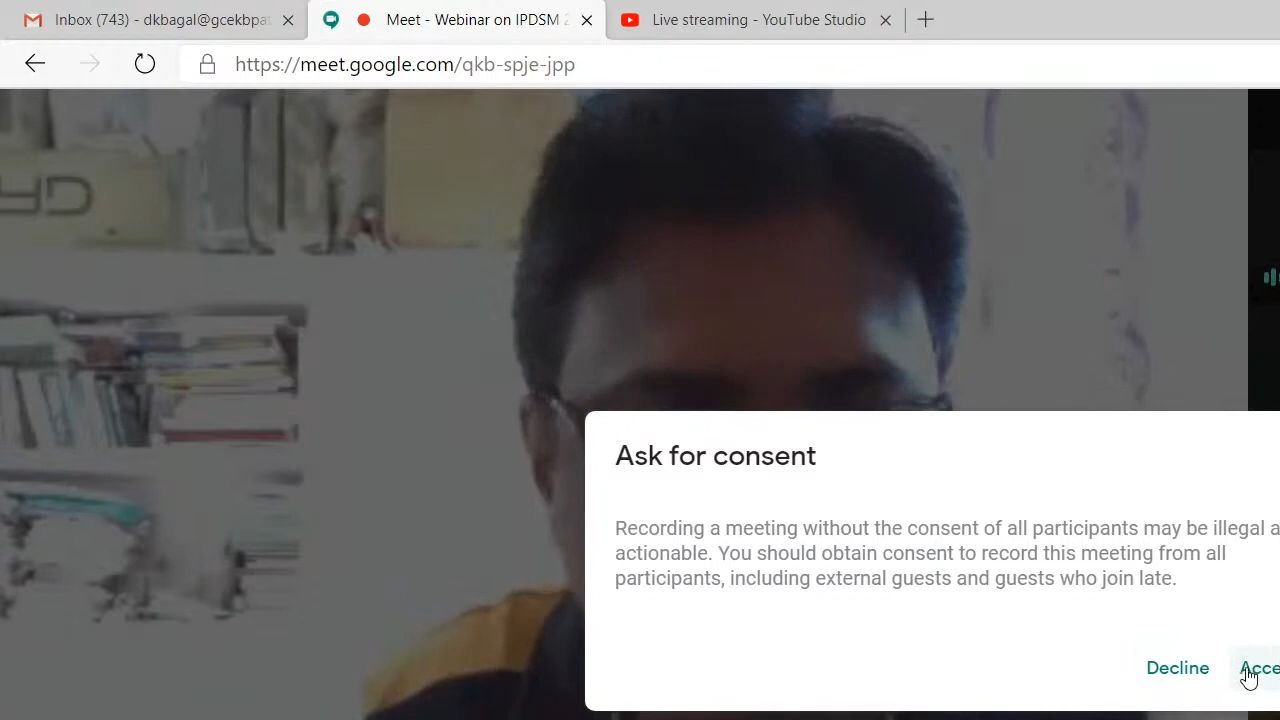 Inbox (743) - dkbagal@gcekbpat
Meet - Webinar on IPDSM 2
Live streaming - YouTube Studio
https://meet.google.com/qkb-spje-jpp
Ask for consent
Recording a meeting without the consent of all participants may be illegal a
actionable. You should obtain consent to record this meeting from all
participants, including external guests and guests who join late.
Decline
Acce